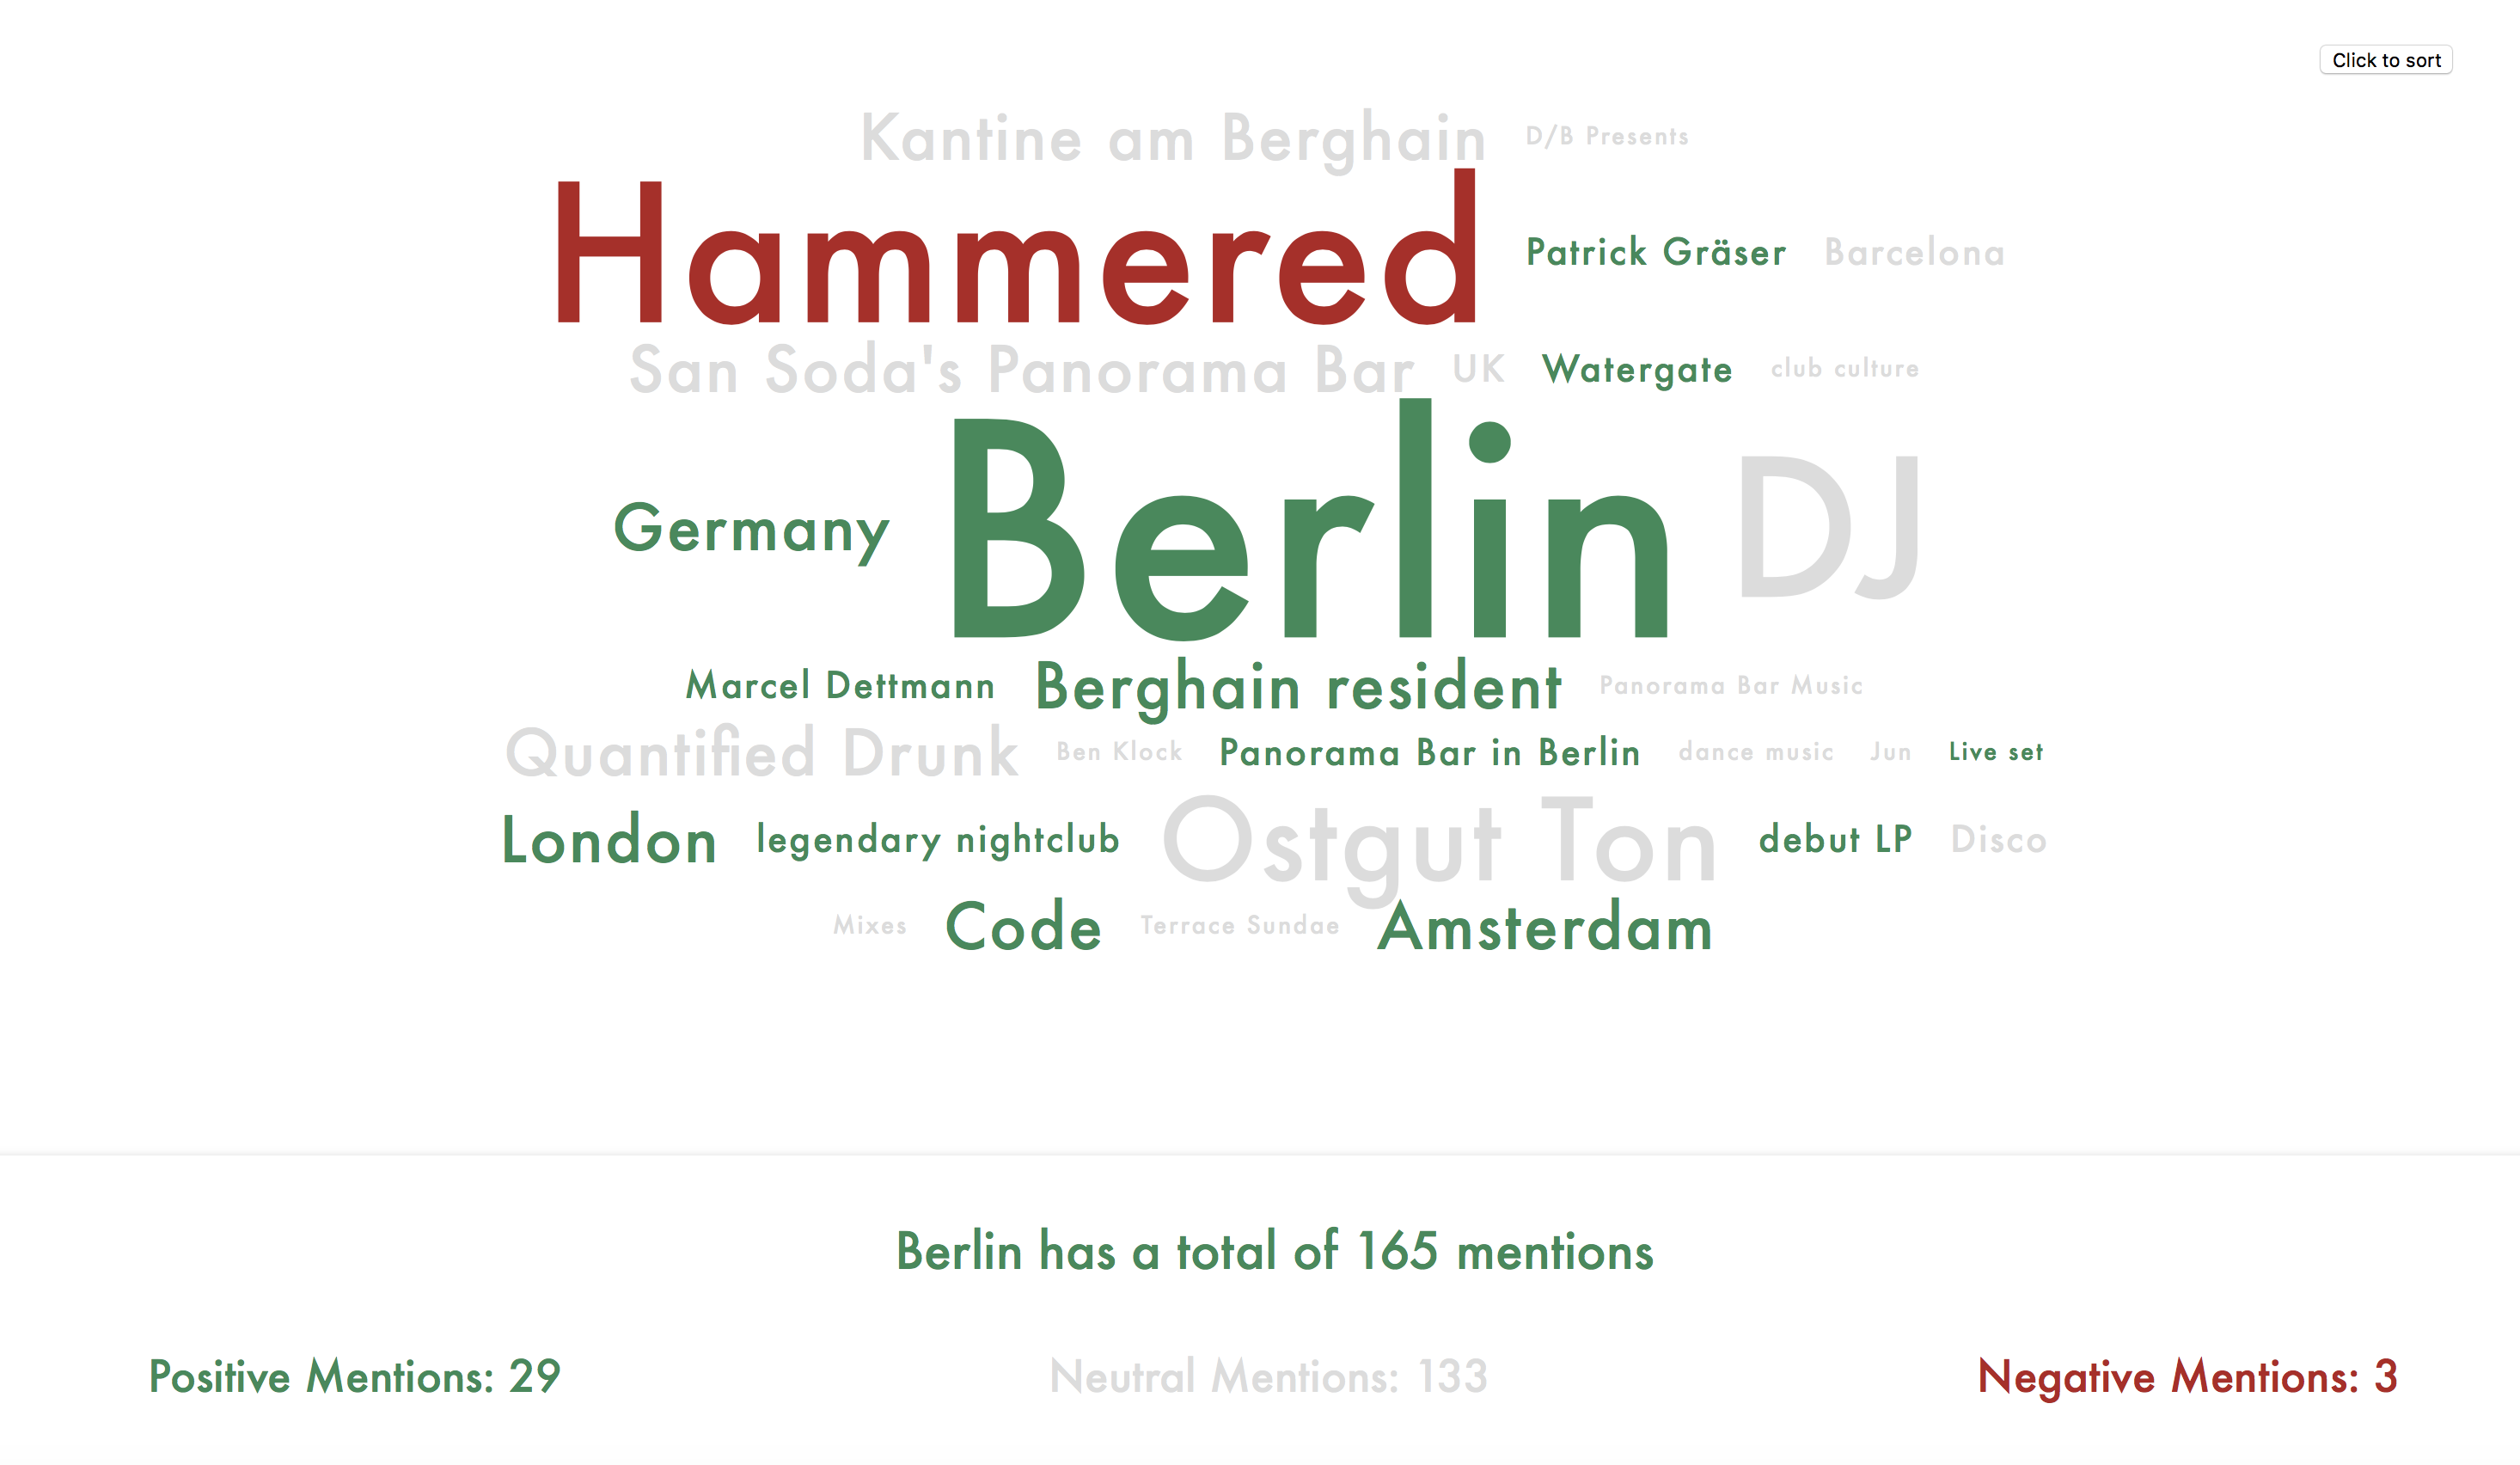 Click to sort
Kantine am Berghain D/B Presents
Hammered Patrick Gräser Barcelona
San Soda's Panorama Bar UK Watergate club culture
Germany Berlin DJ
Marcel Dettmann Berghain resident Panorama Bar Music
Quantified Drunk Ben Klock Panorama Bar in Berlin dance music Jun Live set
London legendary nightclub Ostgut Ton debut LP Disco
Mixes Code Terrace Sundae Amsterdam
Berlin has a total of 165 mentions
Positive Mentions: 29 Neutral Mentions: 133 Negative Mentions: 3